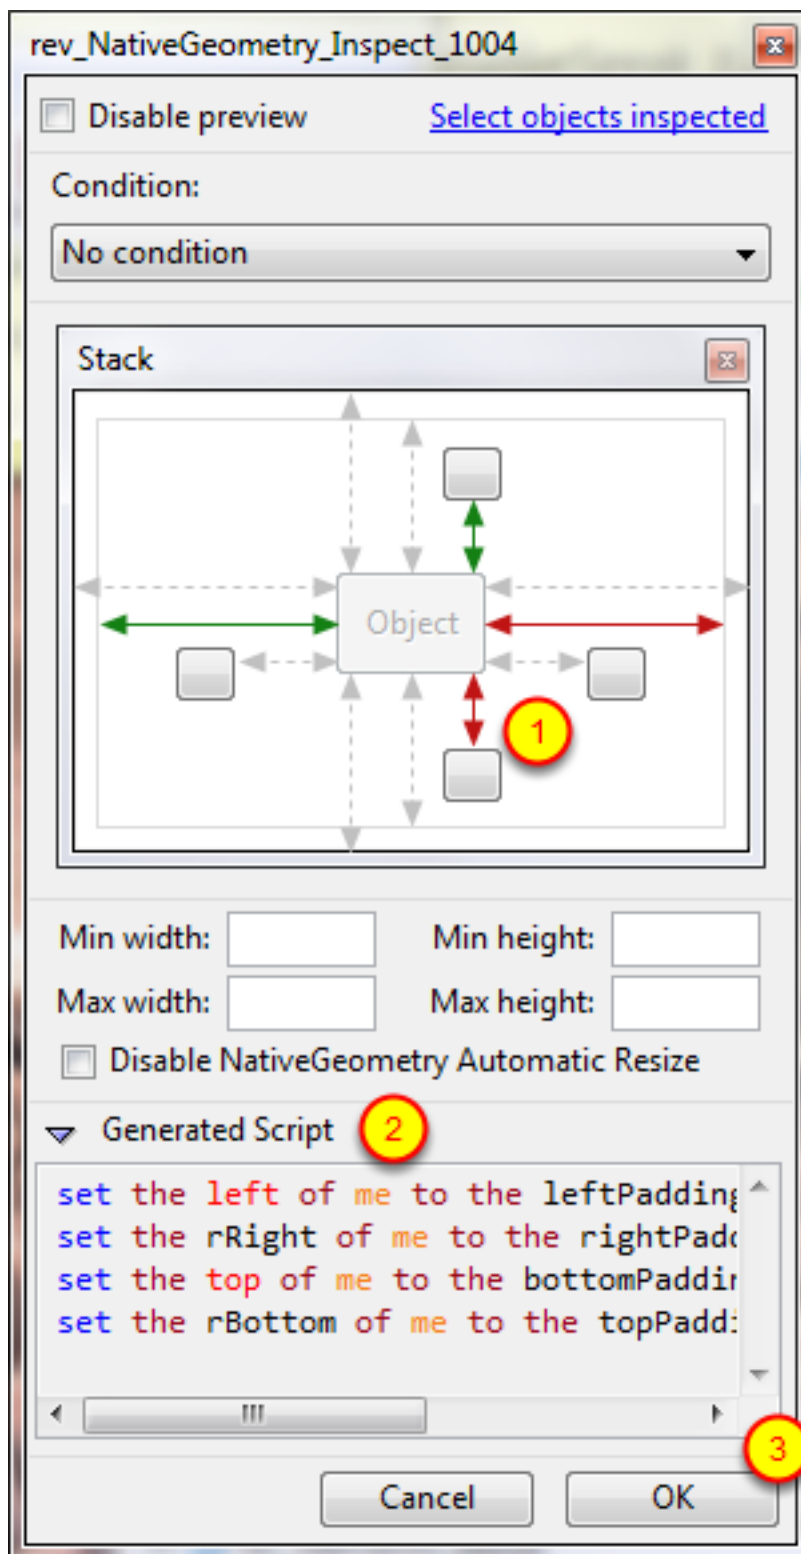 rev_NativeGeometry_Inspect_1004
Disable preview Select objects inspected
Condition:
No condition
Stack
Object
1
Min width: Min height:
Max width: Max height:
Disable NativeGeometry Automatic Resize
Generated Script 2
set the left of me to the leftPadding
set the rRight of me to the rightPadd
set the top of me to the bottomPaddin
set the rBottom of me to the topPaddi
3
Cancel OK